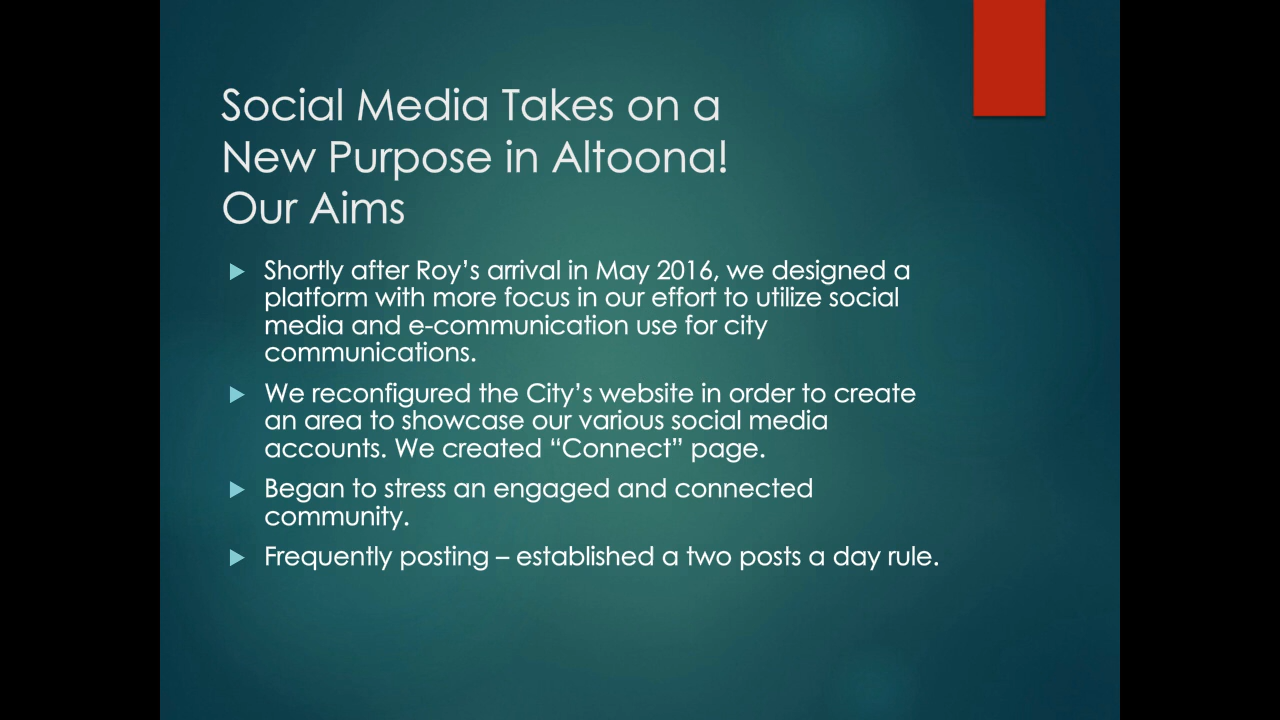 Social Media Takes on a
New Purpose in Altoona!
Our Aims
Shortly after Roy’s arrival in May 2016, we designed a
platform with more focus in our effort to utilize social
media and e-communication use for city
communications.
We reconfigured the City’s website in order to create
an area to showcase our various social media
accounts. We created “Connect” page.
Began to stress an engaged and connected
community.
Frequently posting – established a two posts a day rule.